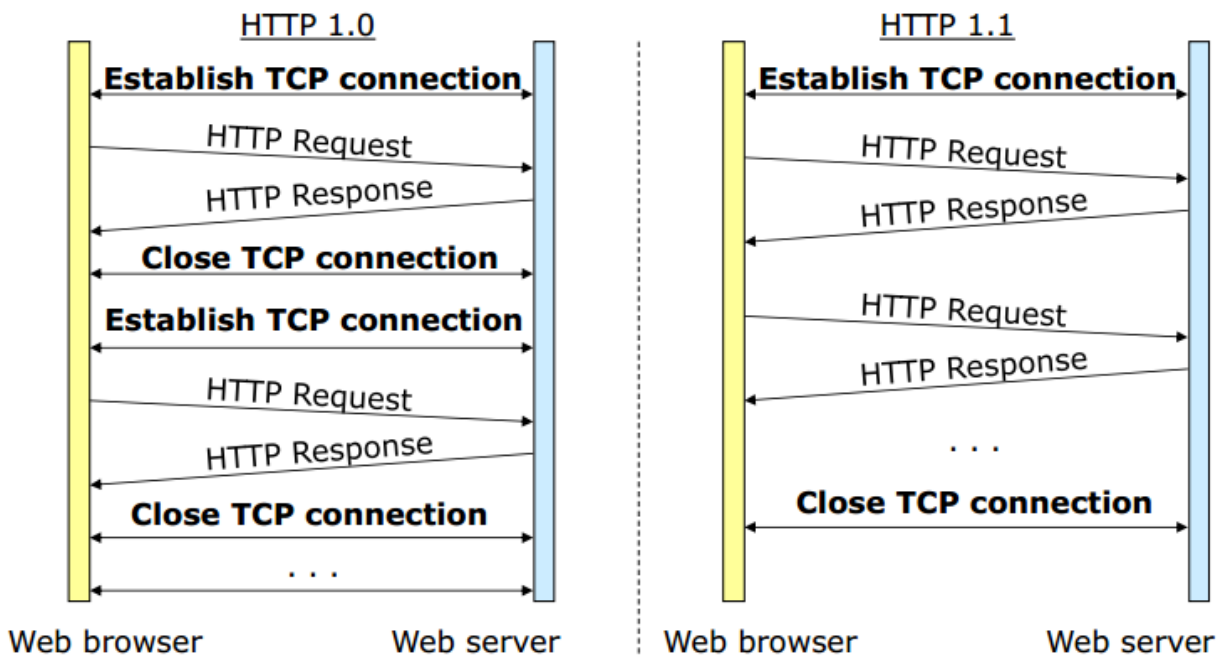 HTTP 1.0
Establish TCP connection
HTTP Request
HTTP Response
Close TCP connection
Establish TCP connection
HTTP Request
HTTP Response
Close TCP connection
. . .
Web browser
Web server
HTTP 1.1
Establish TCP connection
HTTP Request
HTTP Response
HTTP Request
HTTP Response
. . .
Close TCP connection
Web browser
Web server